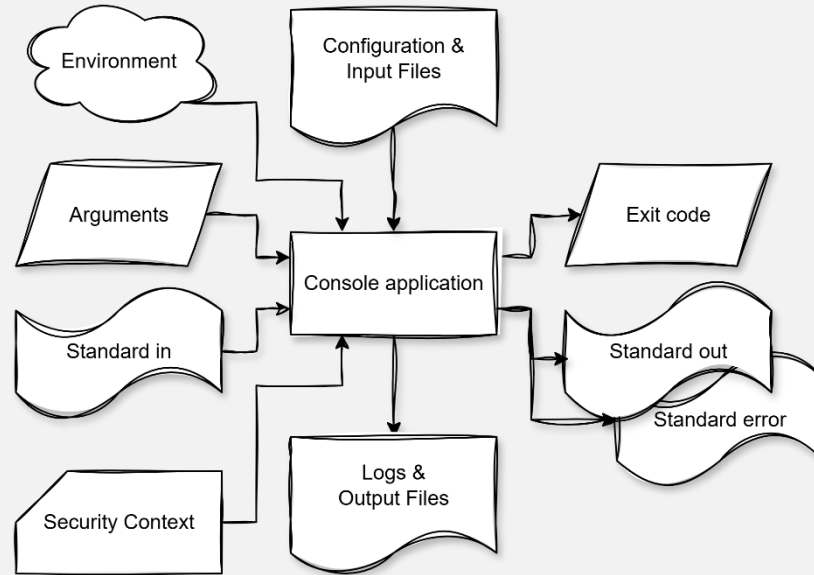 Environment
Configuration &
Input Files
Arguments
Exit code
Console application
Standard in
Standard out
Standard error
Logs &
Output Files
Security Context